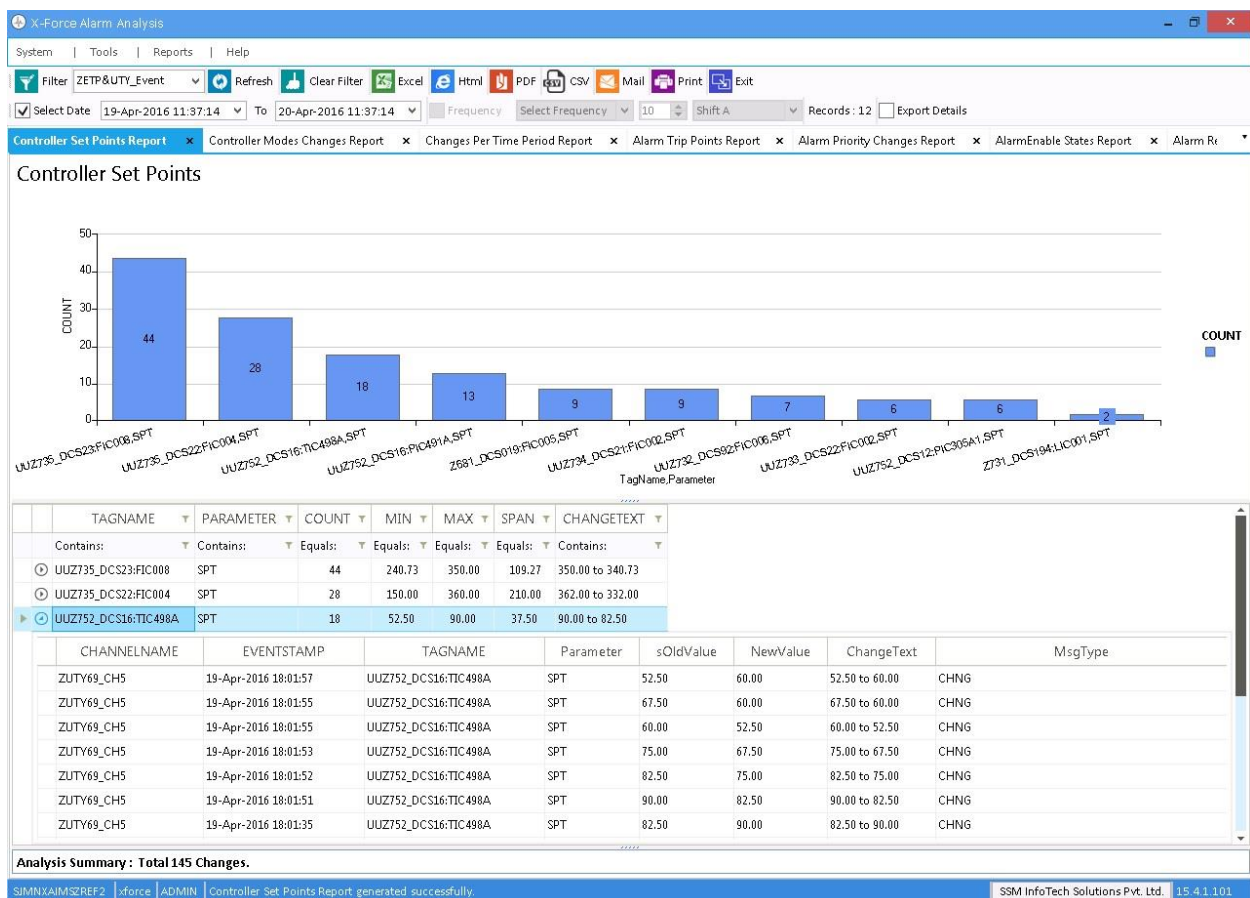 X-Force Alarm Analysis
System | Tools | Reports | Help
Filter ZETP&UTY_Event Refresh Clear Filter Excel Html PDF CSV Mail Print Exit
Select Date 19-Apr-2016 11:37:14 To 20-Apr-2016 11:37:14 Frequency Select Frequency 10 Shift A Records : 12 Export Details
Controller Set Points Report x Controller Modes Changes Report x Changes Per Time Period Report x Alarm Trip Points Report x Alarm Priority Changes Report x AlarmEnable States Report x Alarm Re
Controller Set Points
COUNT
50
40
30
20
10
0
44 28 18 13 9 9 7 6 6 2
COUNT
UUZ735_DCS23:FIC008,SPT
UUZ735_DCS22:FIC004,SPT
UUZ752_DCS16:TIC498A,SPT
UUZ752_DCS16:PIC491A,SPT
Z681_DCS019:FIC005,SPT
UUZ734_DCS21:FIC002,SPT
UUZ732_DCS92:FIC006,SPT
UUZ733_DCS22:FIC002,SPT
UUZ752_DCS12:PIC305A1,SPT
Z731_DCS194:LIC001,SPT
TagName,Parameter
TAGNAME PARAMETER COUNT MIN MAX SPAN CHANGETEXT
Contains: Contains: Equals: Equals: Equals: Equals: Contains:
UUZ735_DCS23:FIC008 SPT 44 240.73 350.00 109.27 350.00 to 340.73
UUZ735_DCS22:FIC004 SPT 28 150.00 360.00 210.00 362.00 to 332.00
UUZ752_DCS16:TIC498A SPT 18 52.50 90.00 37.50 90.00 to 82.50
CHANNELNAME EVENTSTAMP TAGNAME Parameter sOldValue NewValue ChangeText MsgType
ZUTY69_CH5 19-Apr-2016 18:01:57 UUZ752_DCS16:TIC498A SPT 52.50 60.00 52.50 to 60.00 CHNG
ZUTY69_CH5 19-Apr-2016 18:01:55 UUZ752_DCS16:TIC498A SPT 67.50 60.00 67.50 to 60.00 CHNG
ZUTY69_CH5 19-Apr-2016 18:01:55 UUZ752_DCS16:TIC498A SPT 60.00 52.50 60.00 to 52.50 CHNG
ZUTY69_CH5 19-Apr-2016 18:01:53 UUZ752_DCS16:TIC498A SPT 75.00 67.50 75.00 to 67.50 CHNG
ZUTY69_CH5 19-Apr-2016 18:01:52 UUZ752_DCS16:TIC498A SPT 82.50 75.00 82.50 to 75.00 CHNG
ZUTY69_CH5 19-Apr-2016 18:01:51 UUZ752_DCS16:TIC498A SPT 90.00 82.50 90.00 to 82.50 CHNG
ZUTY69_CH5 19-Apr-2016 18:01:35 UUZ752_DCS16:TIC498A SPT 82.50 90.00 82.50 to 90.00 CHNG
Analysis Summary : Total 145 Changes.
SJMNXAIMSZREF2 xforce ADMIN Controller Set Points Report generated successfully. SSM InfoTech Solutions Pvt. Ltd. 15.4.1.101